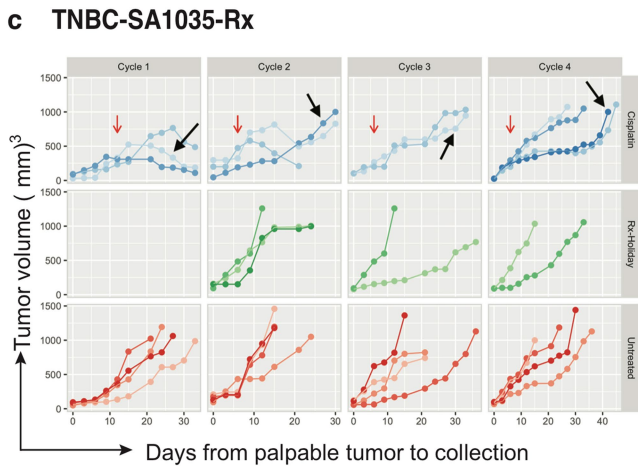 c TNBC-SA1035-Rx
Cycle 1 Cycle 2 Cycle 3 Cycle 4
1500
1000
500
0
Cisplatin
1500
1000
500
0
Rx-Holiday
1500
1000
500
0
Untreated
0 10 20 30 0 10 20 30 0 10 20 30 0 10 20 30 40
Tumor volume ( mm)3
Days from palpable tumor to collection